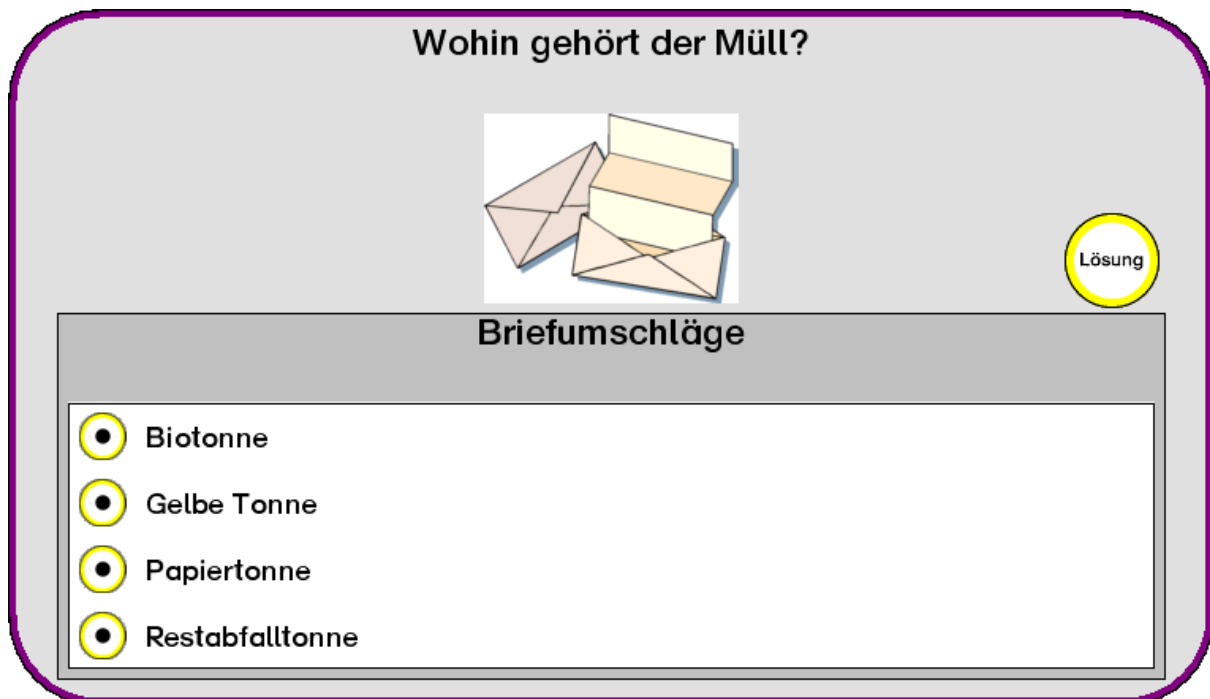 Wohin gehört der Müll?
Lösung
Briefumschläge
Biotonne
Gelbe Tonne
Papiertonne
Restabfalltonne